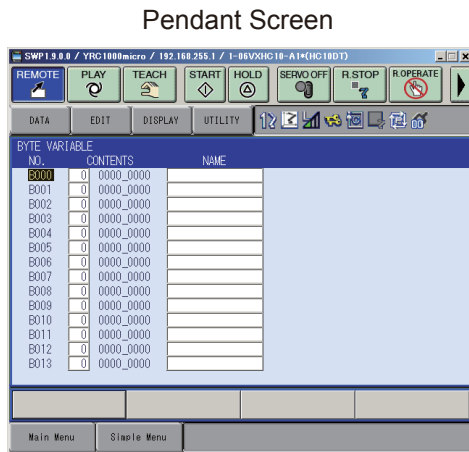 Pendant Screen
SWP1.9.0.0 / YRC1000micro / 192.168.255.1 / 1-06VXHC10-A1*(HC10DT)
REMOTE PLAY TEACH START HOLD SERVO OFF R.STOP R.OPERATE
DATA EDIT DISPLAY UTILITY
BYTE VARIABLE
NO. CONTENTS NAME
B000 0 0000_0000
B001 0 0000_0000
B002 0 0000_0000
B003 0 0000_0000
B004 0 0000_0000
B005 0 0000_0000
B006 0 0000_0000
B007 0 0000_0000
B008 0 0000_0000
B009 0 0000_0000
B010 0 0000_0000
B011 0 0000_0000
B012 0 0000_0000
B013 0 0000_0000
Main Menu Simple Menu